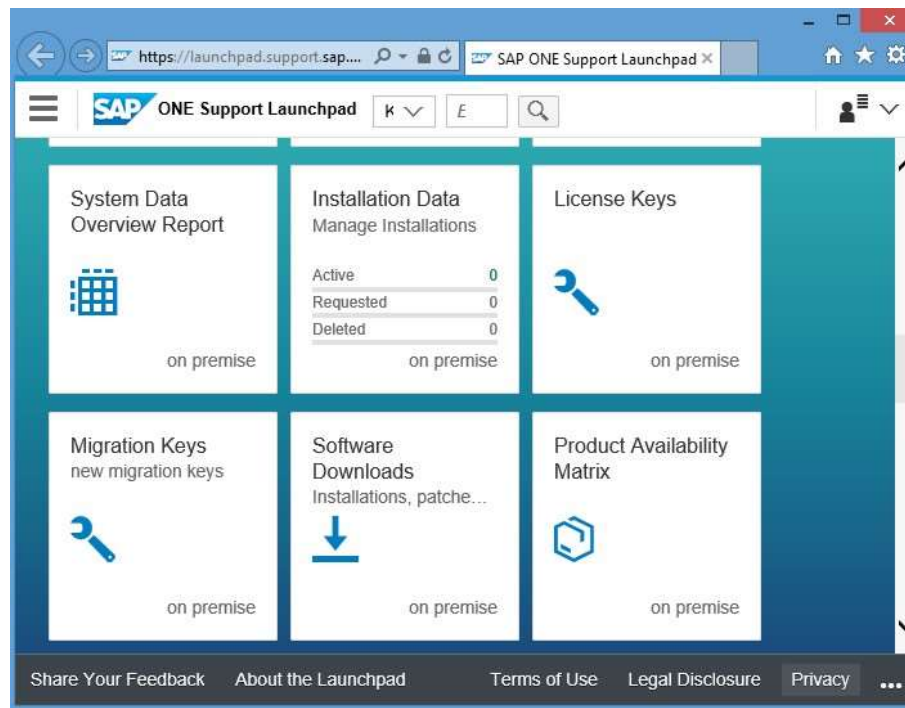 https://launchpad.support.sap....
SAP ONE Support Launchpad
SAP ONE Support Launchpad
K
E
System Data
Overview Report
on premise
Installation Data
Manage Installations
Active 0
Requested 0
Deleted 0
on premise
License Keys
on premise
Migration Keys
new migration keys
on premise
Software
Downloads
Installations, patche...
on premise
Product Availability
Matrix
on premise
Share Your Feedback About the Launchpad Terms of Use Legal Disclosure Privacy ...